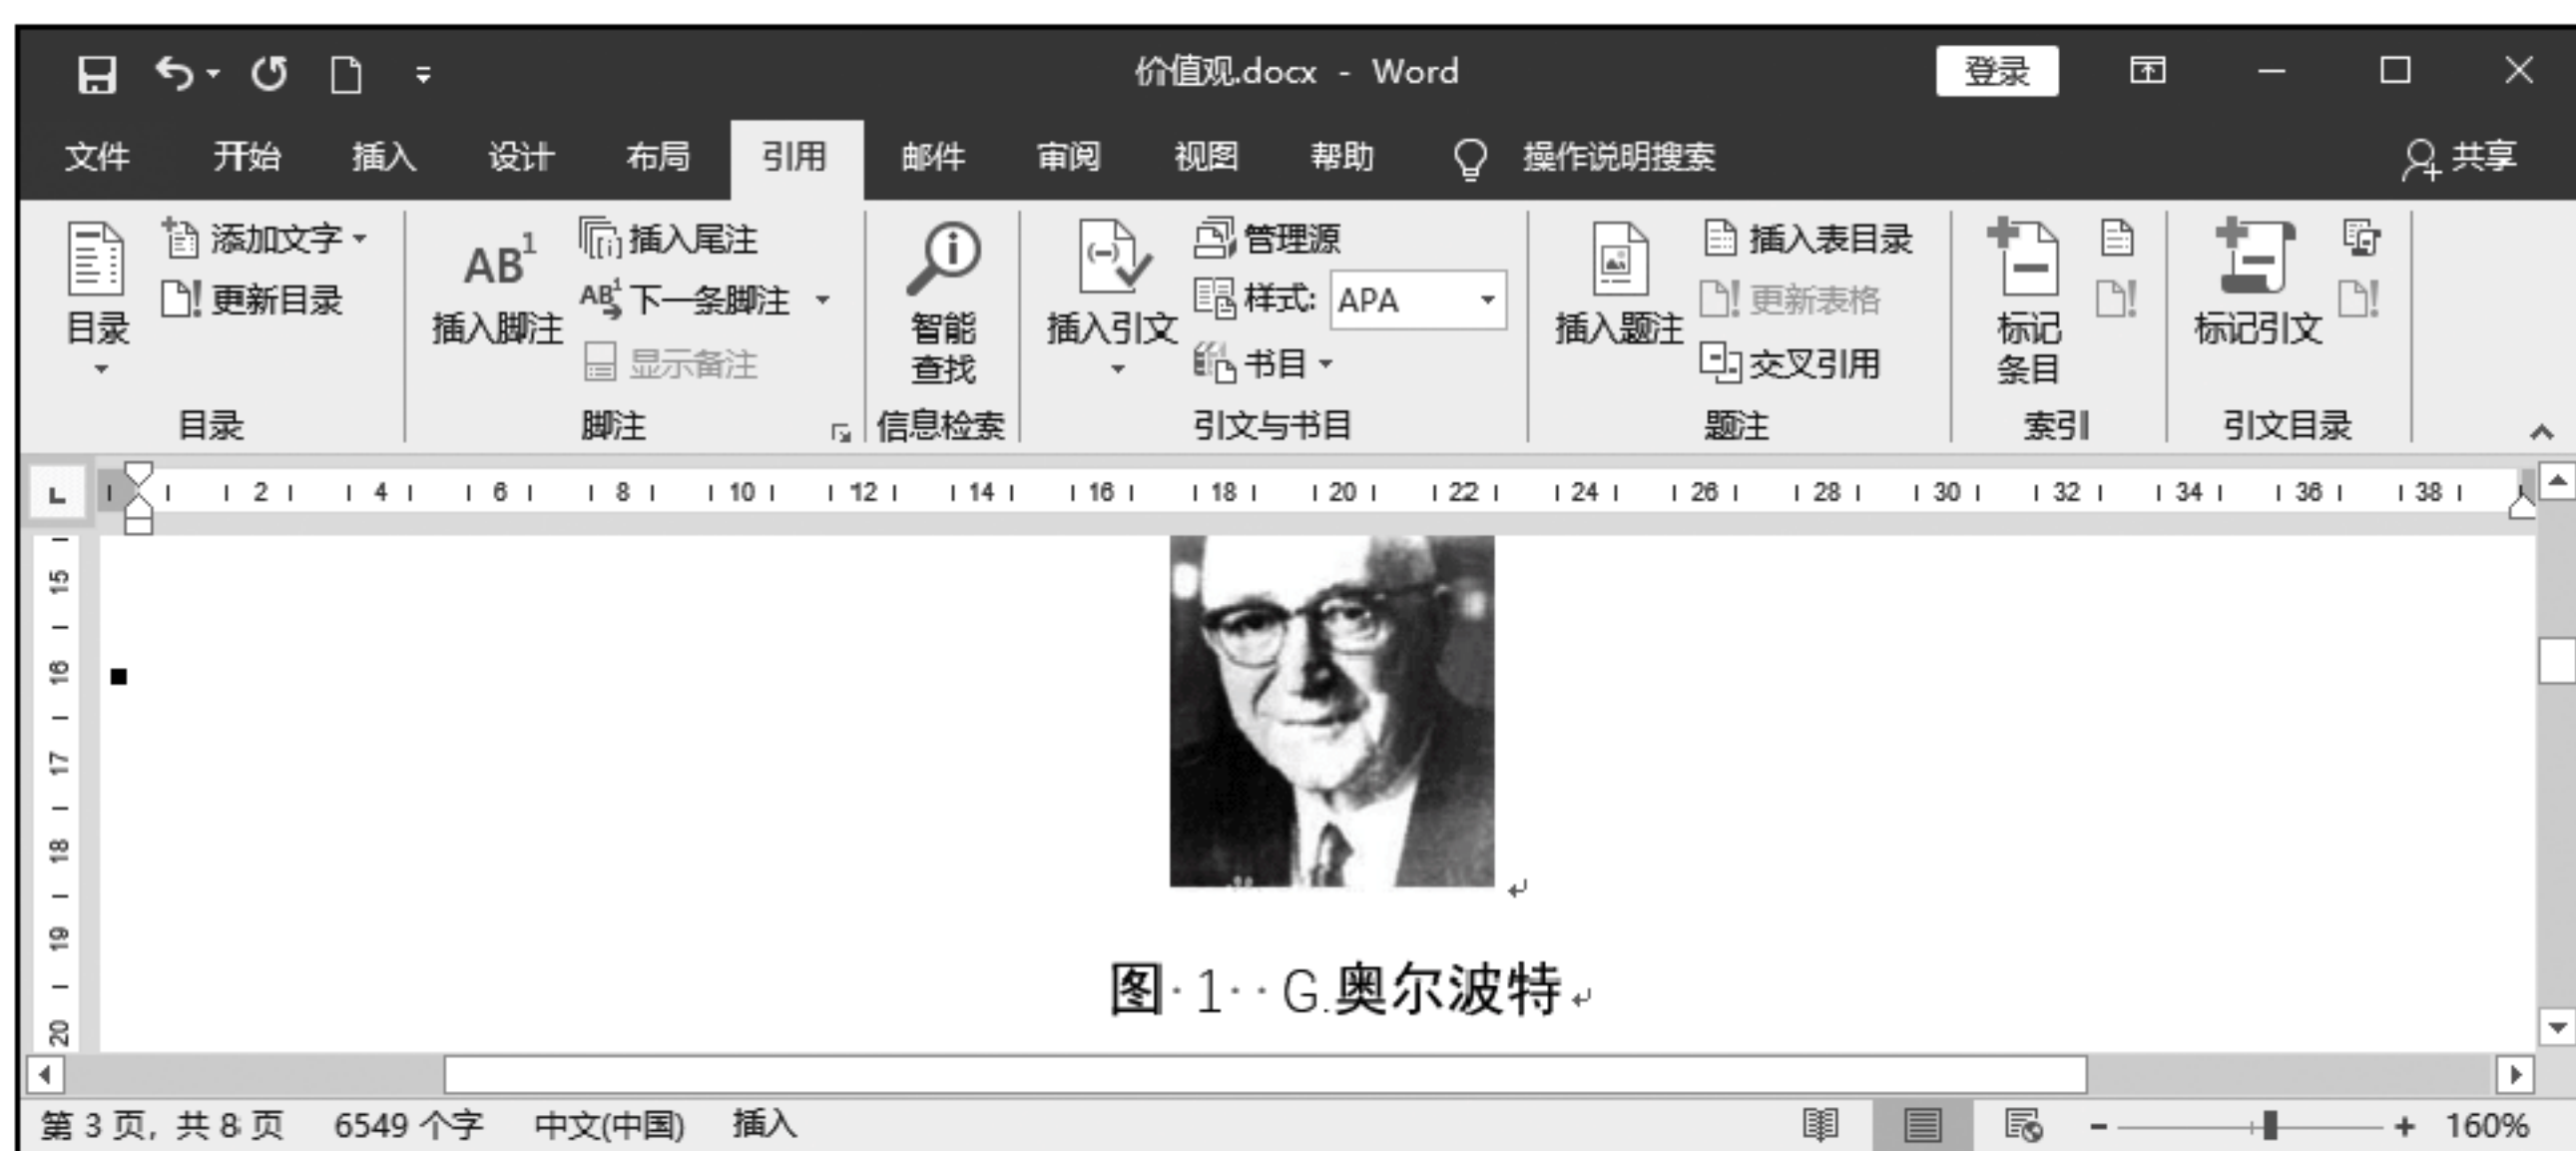 价值观.docx - Word 登录
文件 开始 插入 设计 布局 引用 邮件 审阅 视图 帮助 操作说明搜索 共享
添加文字 AB1 插入尾注 管理源 插入表目录
更新目录 AB1 下一条脚注 样式: APA 更新表格
目录 插入脚注 智能 插入引文 插入题注 标记 标记引文
显示备注 查找 书目 交叉引用 条目
目录 脚注 信息检索 引文与书目 题注 索引 引文目录
2 4 6 8 10 12 14 16 18 20 22 24 26 28 30 32 34 36 38
15
16
17
18
19
20
图 1 G.奥尔波特
第 3 页, 共 8 页 6549 个字 中文(中国) 插入 160%